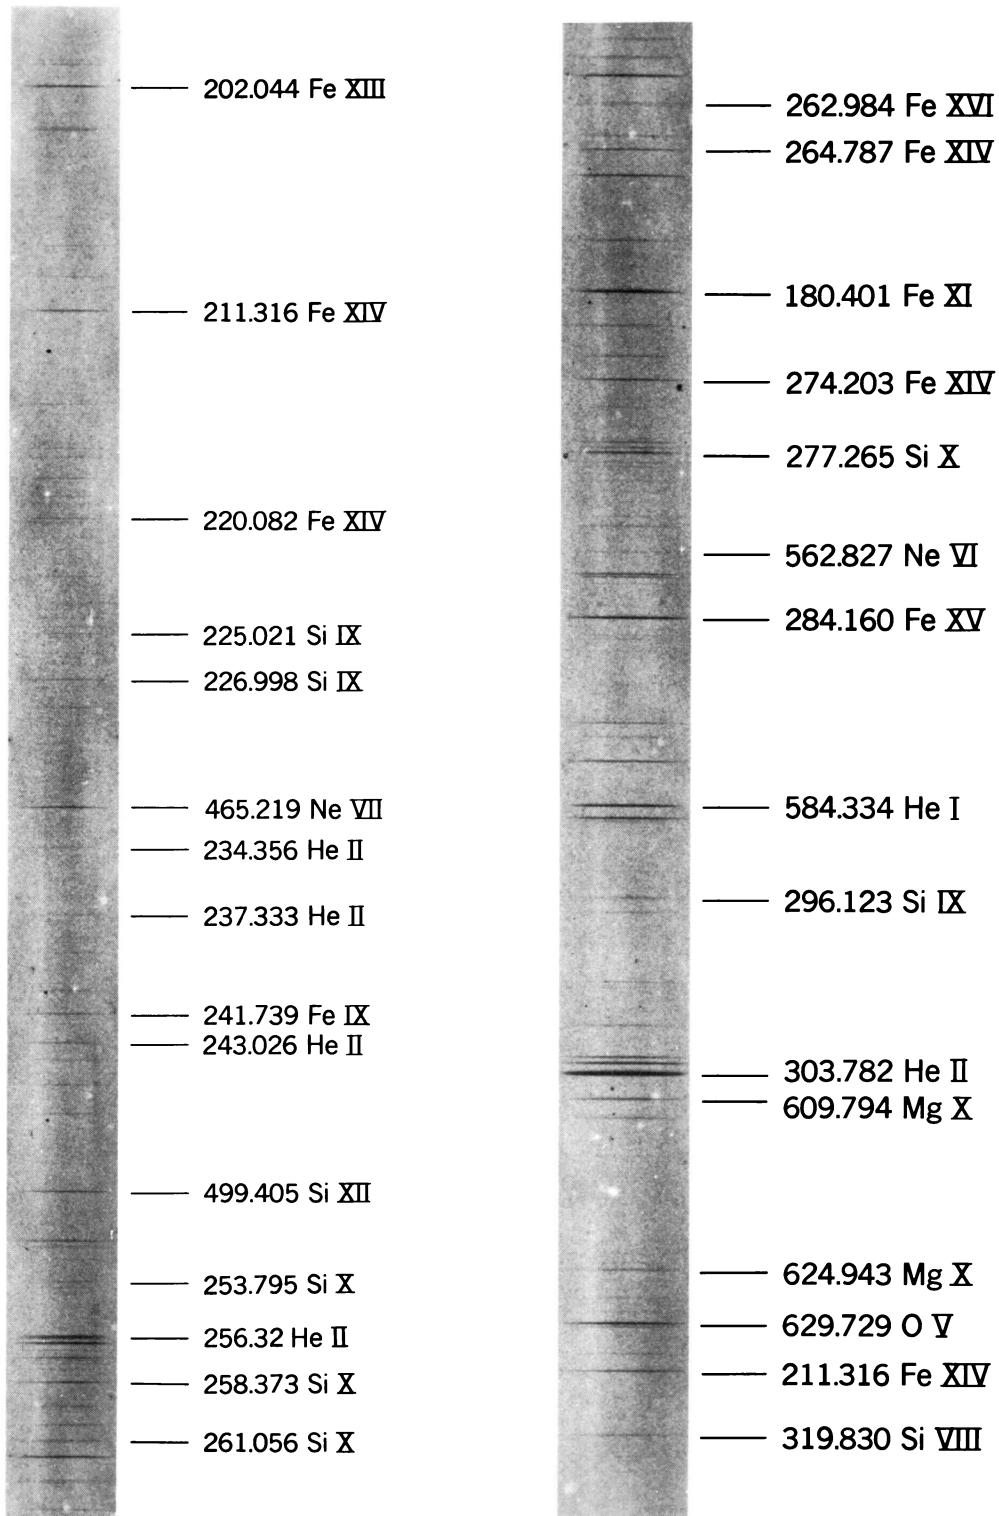 202.044 Fe XIII
211.316 Fe XIV
220.082 Fe XIV
225.021 Si IX
226.998 Si IX
465.219 Ne VII
234.356 He II
237.333 He II
241.739 Fe IX
243.026 He II
499.405 Si XII
253.795 Si X
256.32 He II
258.373 Si X
261.056 Si X
262.984 Fe XVI
264.787 Fe XIV
180.401 Fe XI
274.203 Fe XIV
277.265 Si X
562.827 Ne VI
284.160 Fe XV
584.334 He I
296.123 Si IX
303.782 He II
609.794 Mg X
624.943 Mg X
629.729 O V
211.316 Fe XIV
319.830 Si VIII